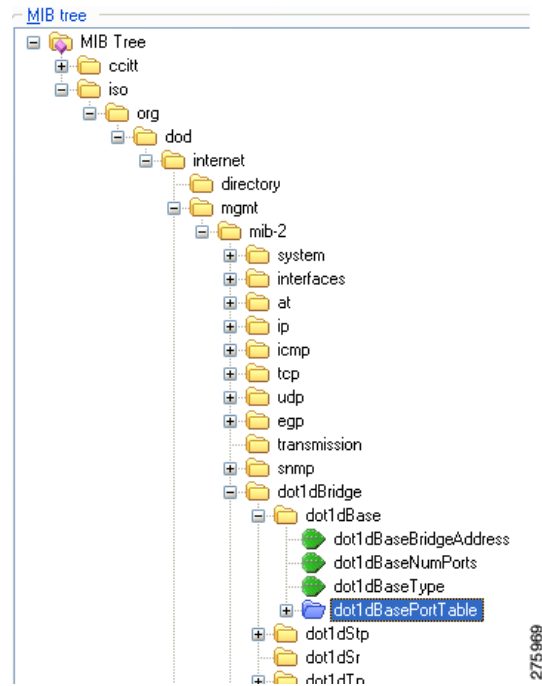 MIB tree
MIB Tree
ccitt
iso
org
dod
internet
directory
mgmt
mib-2
system
interfaces
at
ip
icmp
tcp
udp
egp
transmission
snmp
dot1dBridge
dot1dBase
dot1dBaseBridgeAddress
dot1dBaseNumPorts
dot1dBaseType
dot1dBasePortTable
dot1dStp
dot1dSr
dot1dTp
275969